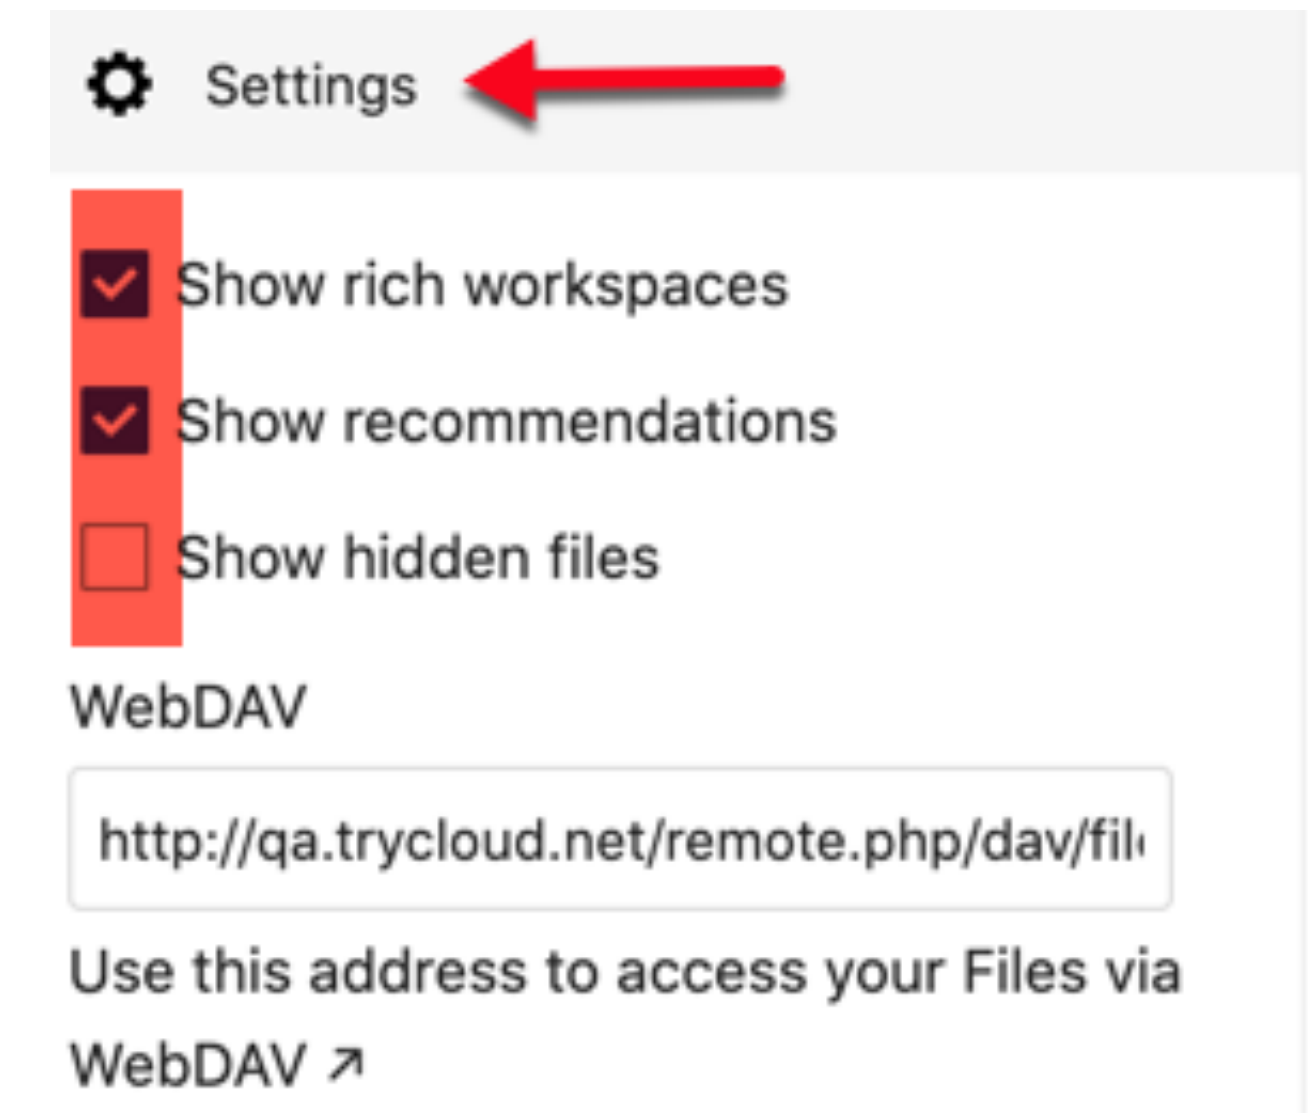 Settings
Show rich workspaces
Show recommendations
Show hidden files
WebDAV
http://qa.trycloud.net/remote.php/dav/fil
Use this address to access your Files via
WebDAV ↗